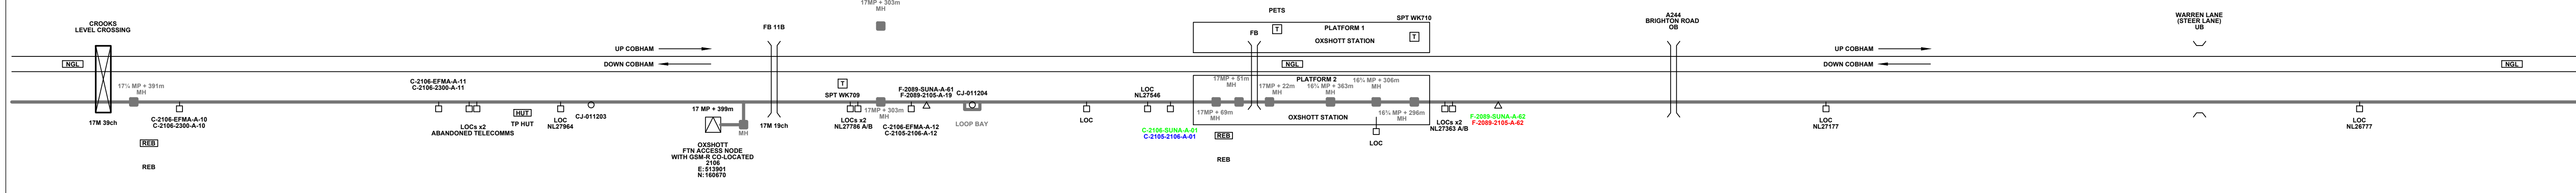 CROOKS
LEVEL CROSSING
NGL
17¼ MP + 391m
MH
17M 39ch
C-2106-EFMA-A-10
C-2106-2300-A-10
REB
REB
C-2106-EFMA-A-11
C-2106-2300-A-11
LOCs x2
ABANDONED TELECOMMS
HUT
TP HUT
LOC
NL27964
CJ-011203
UP COBHAM
DOWN COBHAM
17 MP + 399m
MH
OXSHOTT
FTN ACCESS NODE
WITH GSM-R CO-LOCATED
2106
E: 513901
N: 160670
FB 11B
17M 19ch
17MP + 303m
MH
T
SPT WK709
LOCs x2
NL27786 A/B
17MP + 303m
MH
F-2089-SUNA-A-61
F-2089-2105-A-19
C-2106-EFMA-A-12
C-2105-2106-A-12
CJ-011204
LOOP BAY
LOC
LOC
NL27546
C-2106-SUNA-A-01
C-2105-2106-A-01
PETS
SPT WK710
PLATFORM 1
OXSHOTT STATION
FB
T
T
NGL
PLATFORM 2
OXSHOTT STATION
17MP + 51m
MH
17MP + 69m
MH
17MP + 22m
MH
16¾ MP + 363m
MH
16¾ MP + 306m
MH
16¾ MP + 296m
MH
REB
REB
LOC
LOCs x2
NL27363 A/B
F-2089-SUNA-A-62
F-2089-2105-A-62
A244
BRIGHTON ROAD
OB
LOC
NL27177
UP COBHAM
DOWN COBHAM
WARREN LANE
(STEER LANE)
UB
LOC
NL26777
NGL